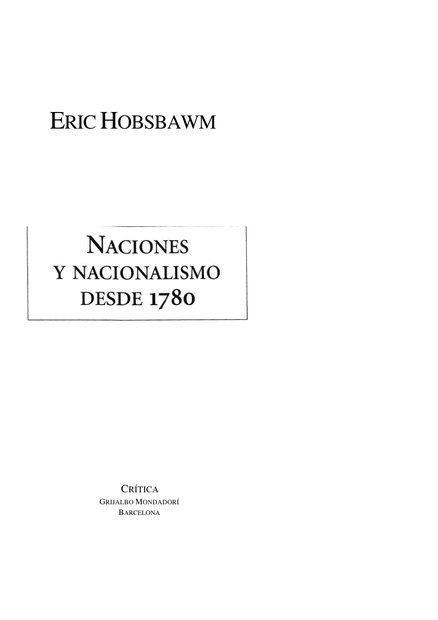 ERIC HOBSBAWM
NACIONES
Y NACIONALISMO
DESDE 1780
CRÍTICA
GRIJALBO MONDADORÍ
BARCELONA